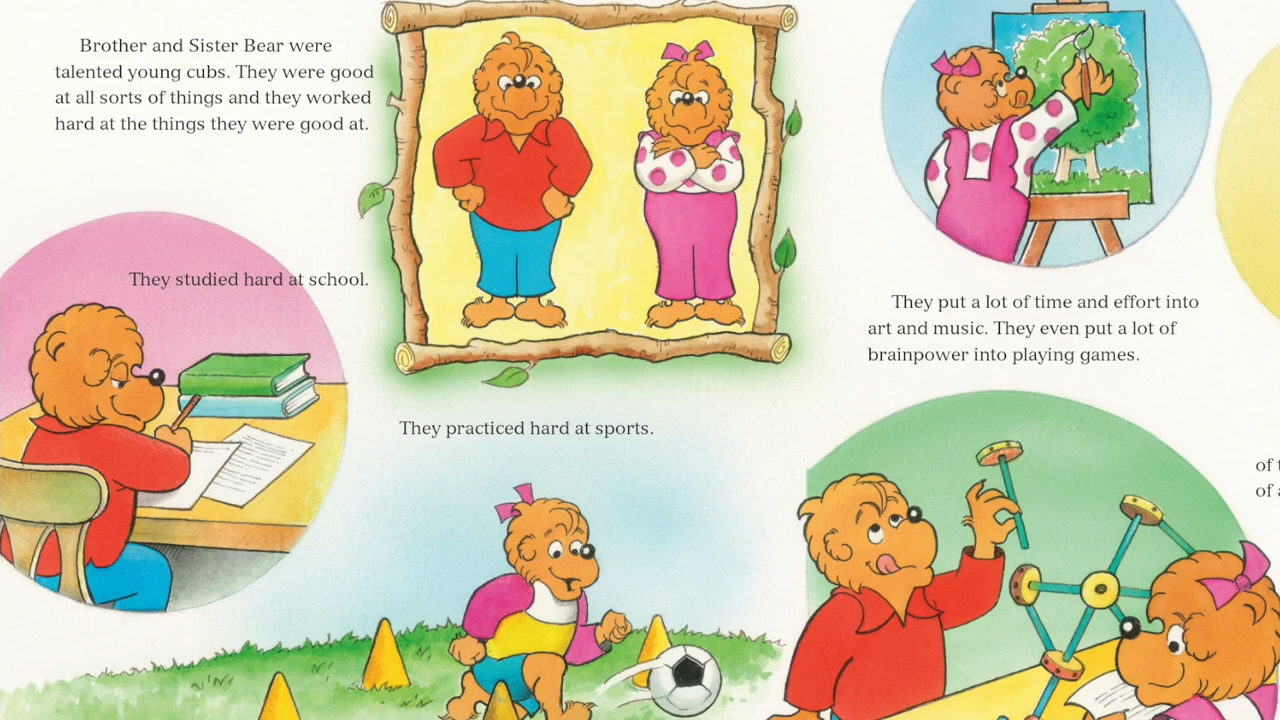 Brother and Sister Bear were
talented young cubs. They were good
at all sorts of things and they worked
hard at the things they were good at.
They studied hard at school.
They practiced hard at sports.
They put a lot of time and effort into
art and music. They even put a lot of
brainpower into playing games.
of
of